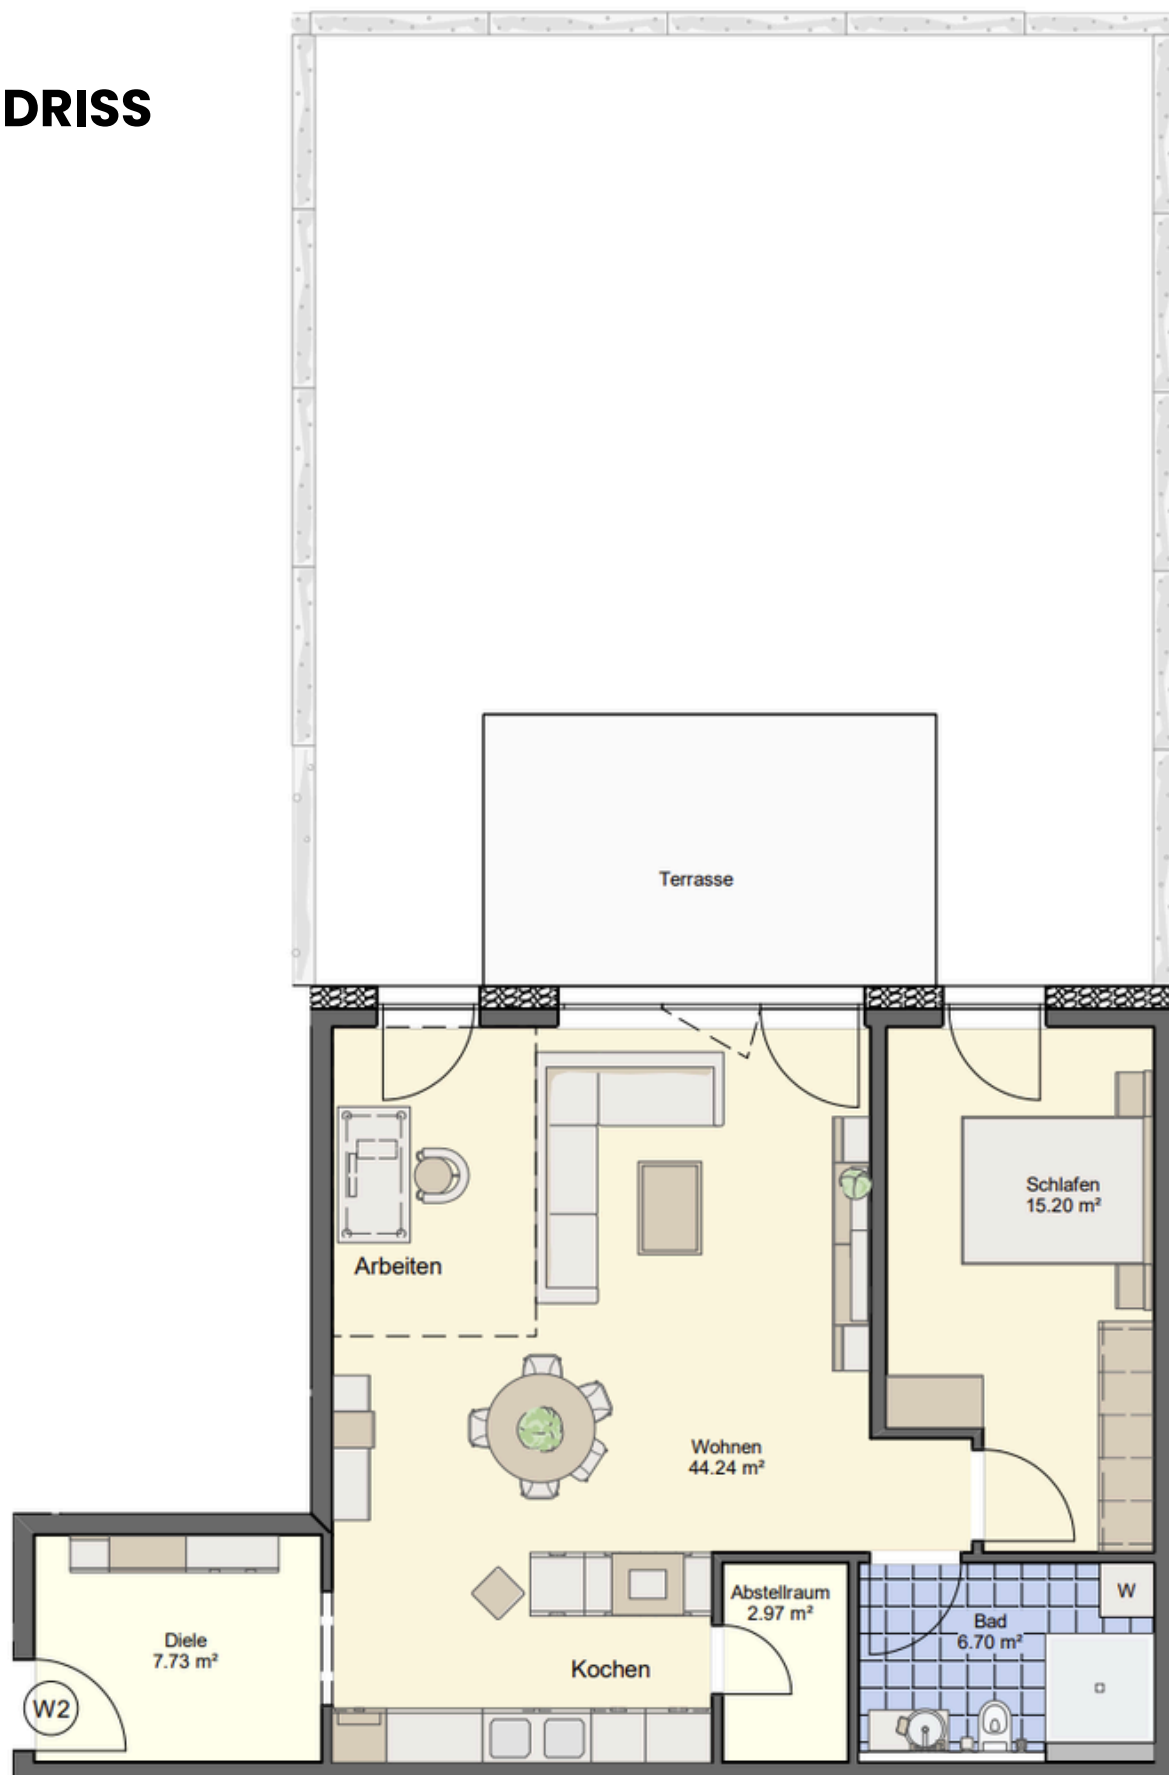 DRISS
Terrasse
Schlafen
15.20 m²
Arbeiten
Wohnen
44.24 m²
Abstellraum
2.97 m²
W
Bad
6.70 m²
Diele
7.73 m²
Kochen
W2